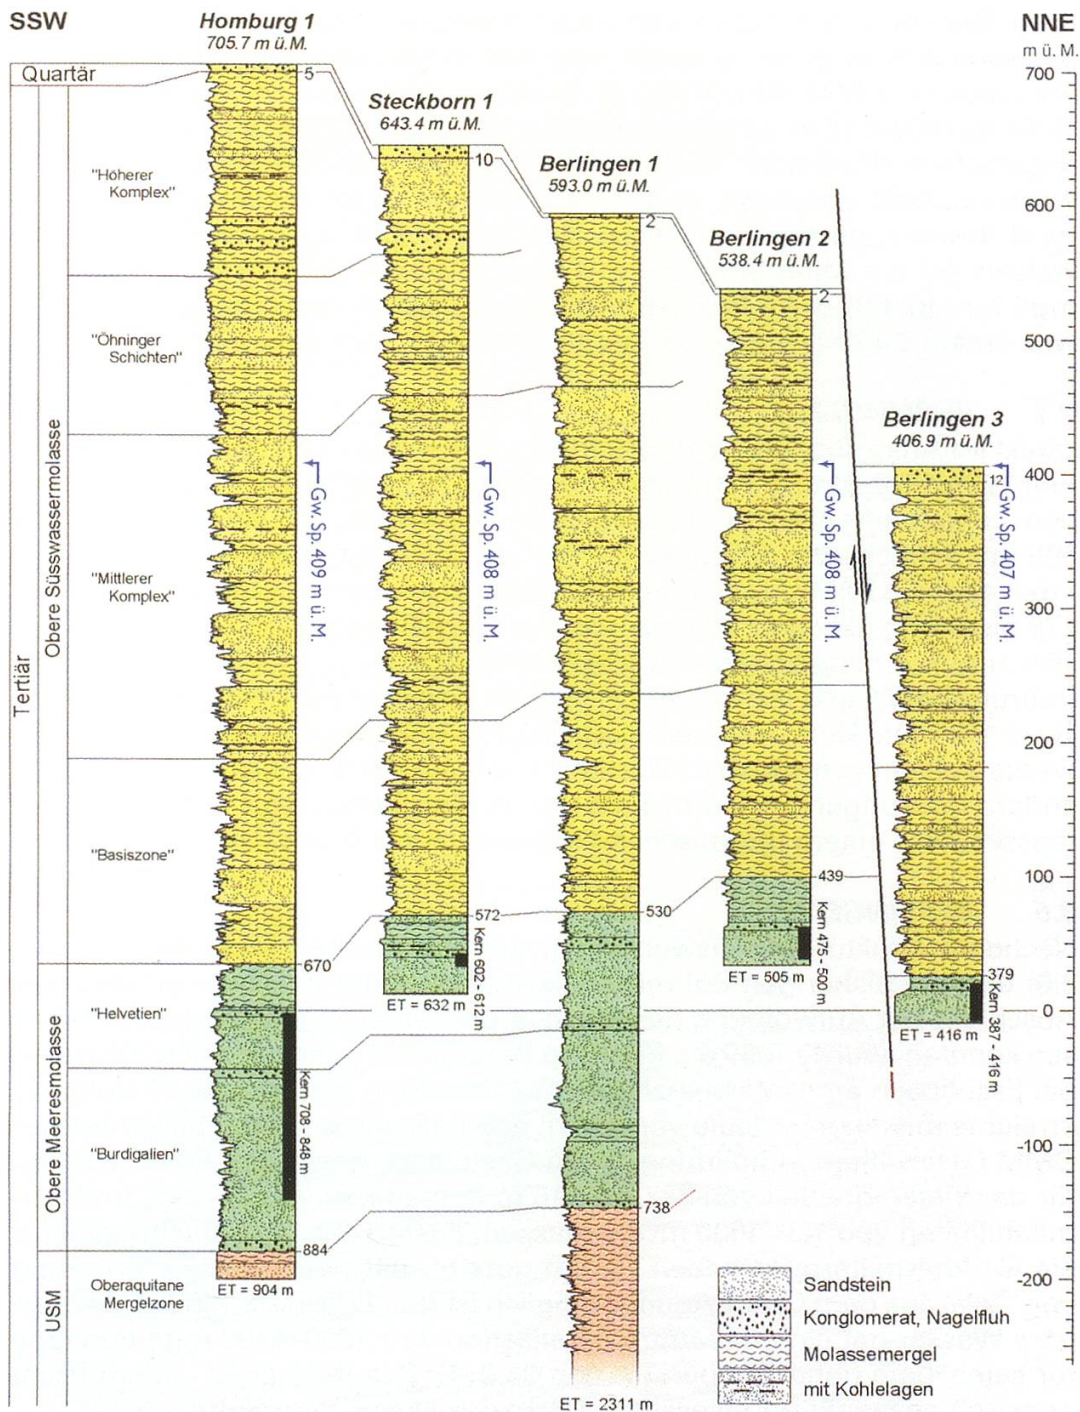 SSW
NNE
m ü. M.
Homburg 1
705.7 m ü.M.
Steckborn 1
643.4 m ü.M.
Berlingen 1
593.0 m ü.M.
Berlingen 2
538.4 m ü.M.
Berlingen 3
406.9 m ü.M.
Quartär
Tertiär
Obere Süsswassermolasse
Obere Meeresmolasse
USM
"Höherer
Komplex"
"Öhninger
Schichten"
"Mittlerer
Komplex"
"Basiszone"
"Helvetien"
"Burdigalien"
Oberaquitane
Mergelzone
5
670
884
Gw. Sp. 409 m ü. M.
Kern 708 - 848 m
ET = 904 m
10
572
Gw. Sp. 408 m ü. M.
Kern 602 - 612 m
ET = 632 m
2
530
738
ET = 2311 m
2
439
Gw. Sp. 408 m ü. M.
Kern 475 - 500 m
ET = 505 m
12
379
Gw. Sp. 407 m ü. M.
Kern 387 - 416 m
ET = 416 m
700
600
500
400
300
200
100
0
-100
-200
Sandstein
Konglomerat, Nagelfluh
Molassemergel
mit Kohlelagen